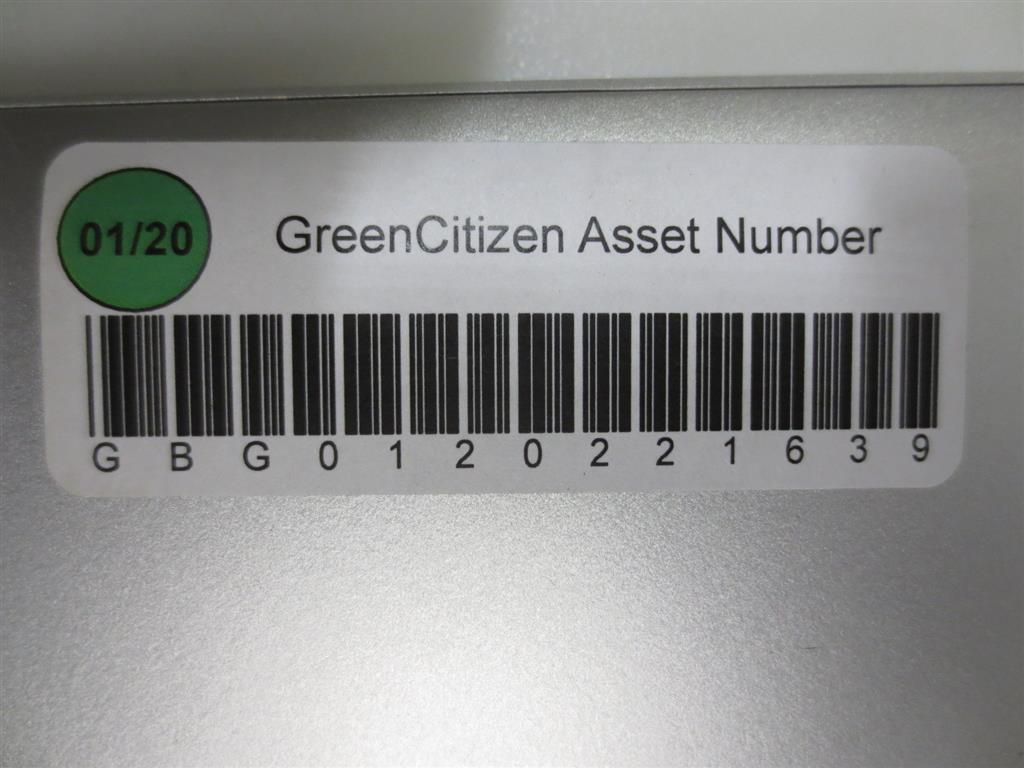 01/20
GreenCitizen Asset Number
G B G 0 1 2 0 2 2 1 6 3 9